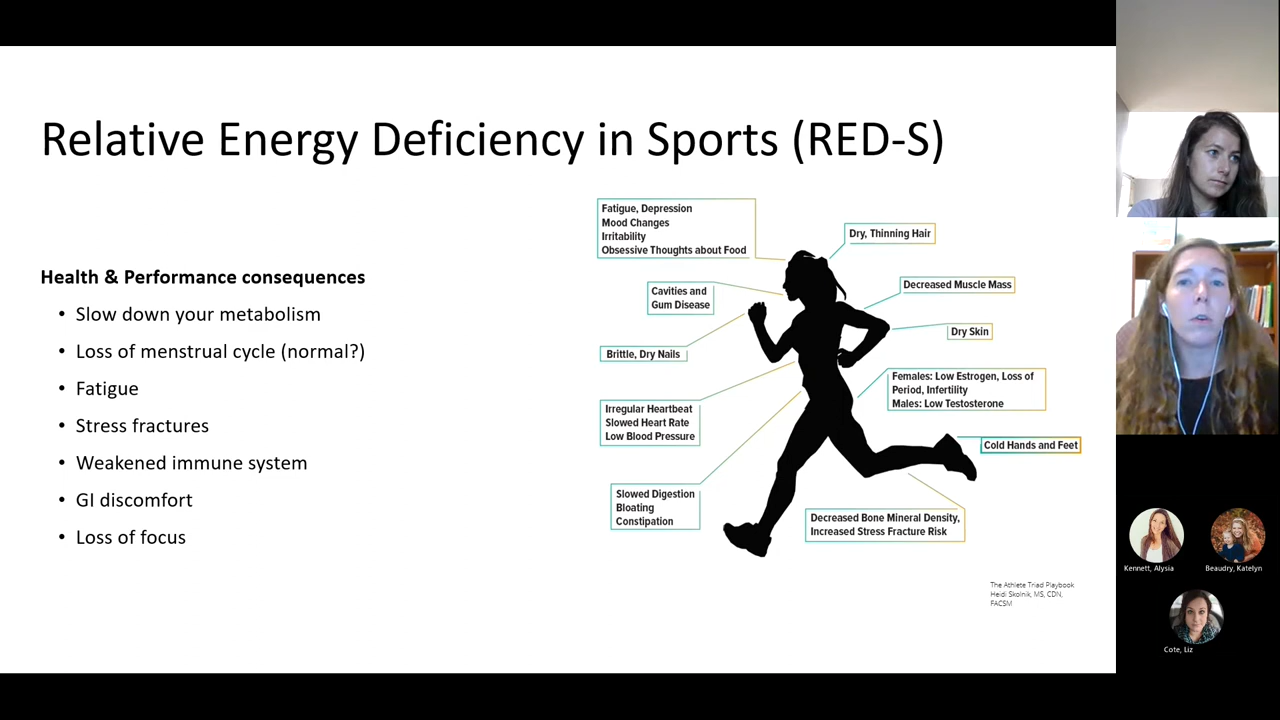 Relative Energy Deficiency in Sports (RED-S)
Health & Performance consequences
• Slow down your metabolism
• Loss of menstrual cycle (normal?)
• Fatigue
• Stress fractures
• Weakened immune system
• GI discomfort
• Loss of focus
Fatigue, Depression
Mood Changes
Irritability
Obsessive Thoughts about Food
Dry, Thinning Hair
Cavities and
Gum Disease
Decreased Muscle Mass
Dry Skin
Brittle, Dry Nails
Females: Low Estrogen, Loss of
Period, Infertility
Males: Low Testosterone
Irregular Heartbeat
Slowed Heart Rate
Low Blood Pressure
Cold Hands and Feet
Slowed Digestion
Bloating
Constipation
Decreased Bone Mineral Density,
Increased Stress Fracture Risk
The Athlete Triad Playbook
Heidi Skolnik, MS, CDN,
FACSM
Kennett, Alysia
Beaudry, Katelyn
Cote, Liz